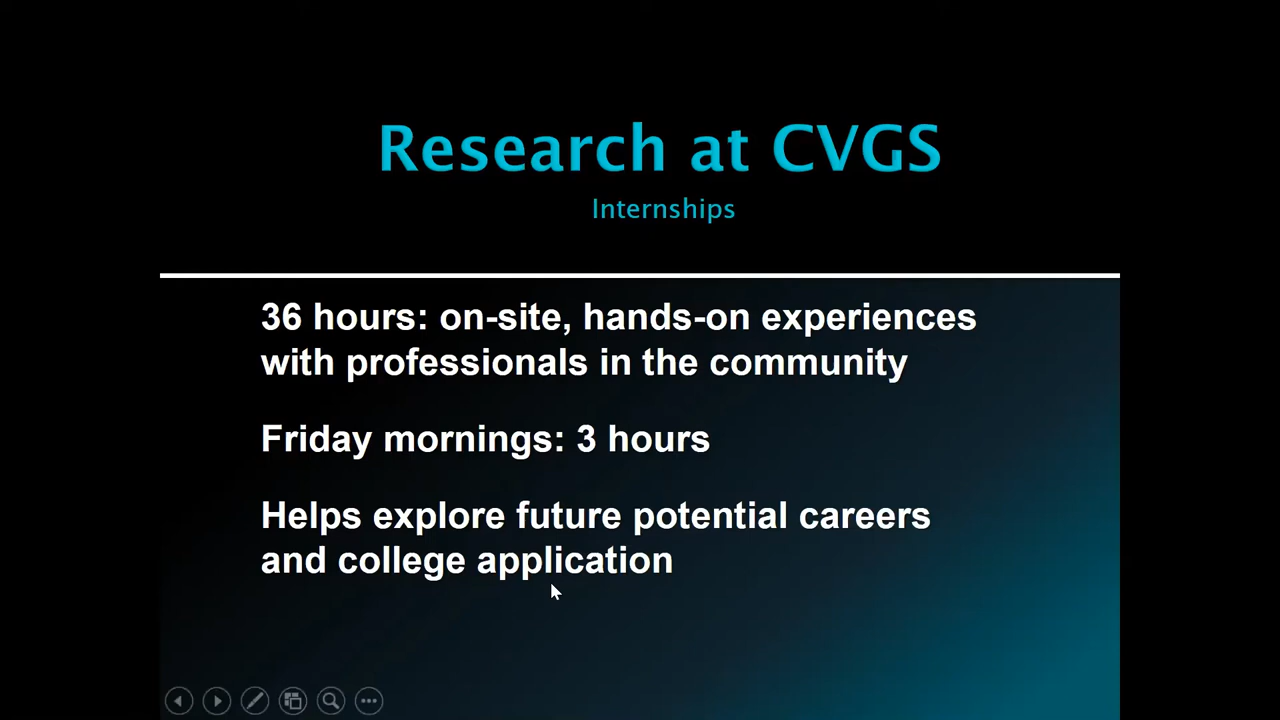 Research at CVGS
Internships
36 hours: on-site, hands-on experiences
with professionals in the community
Friday mornings: 3 hours
Helps explore future potential careers
and college application